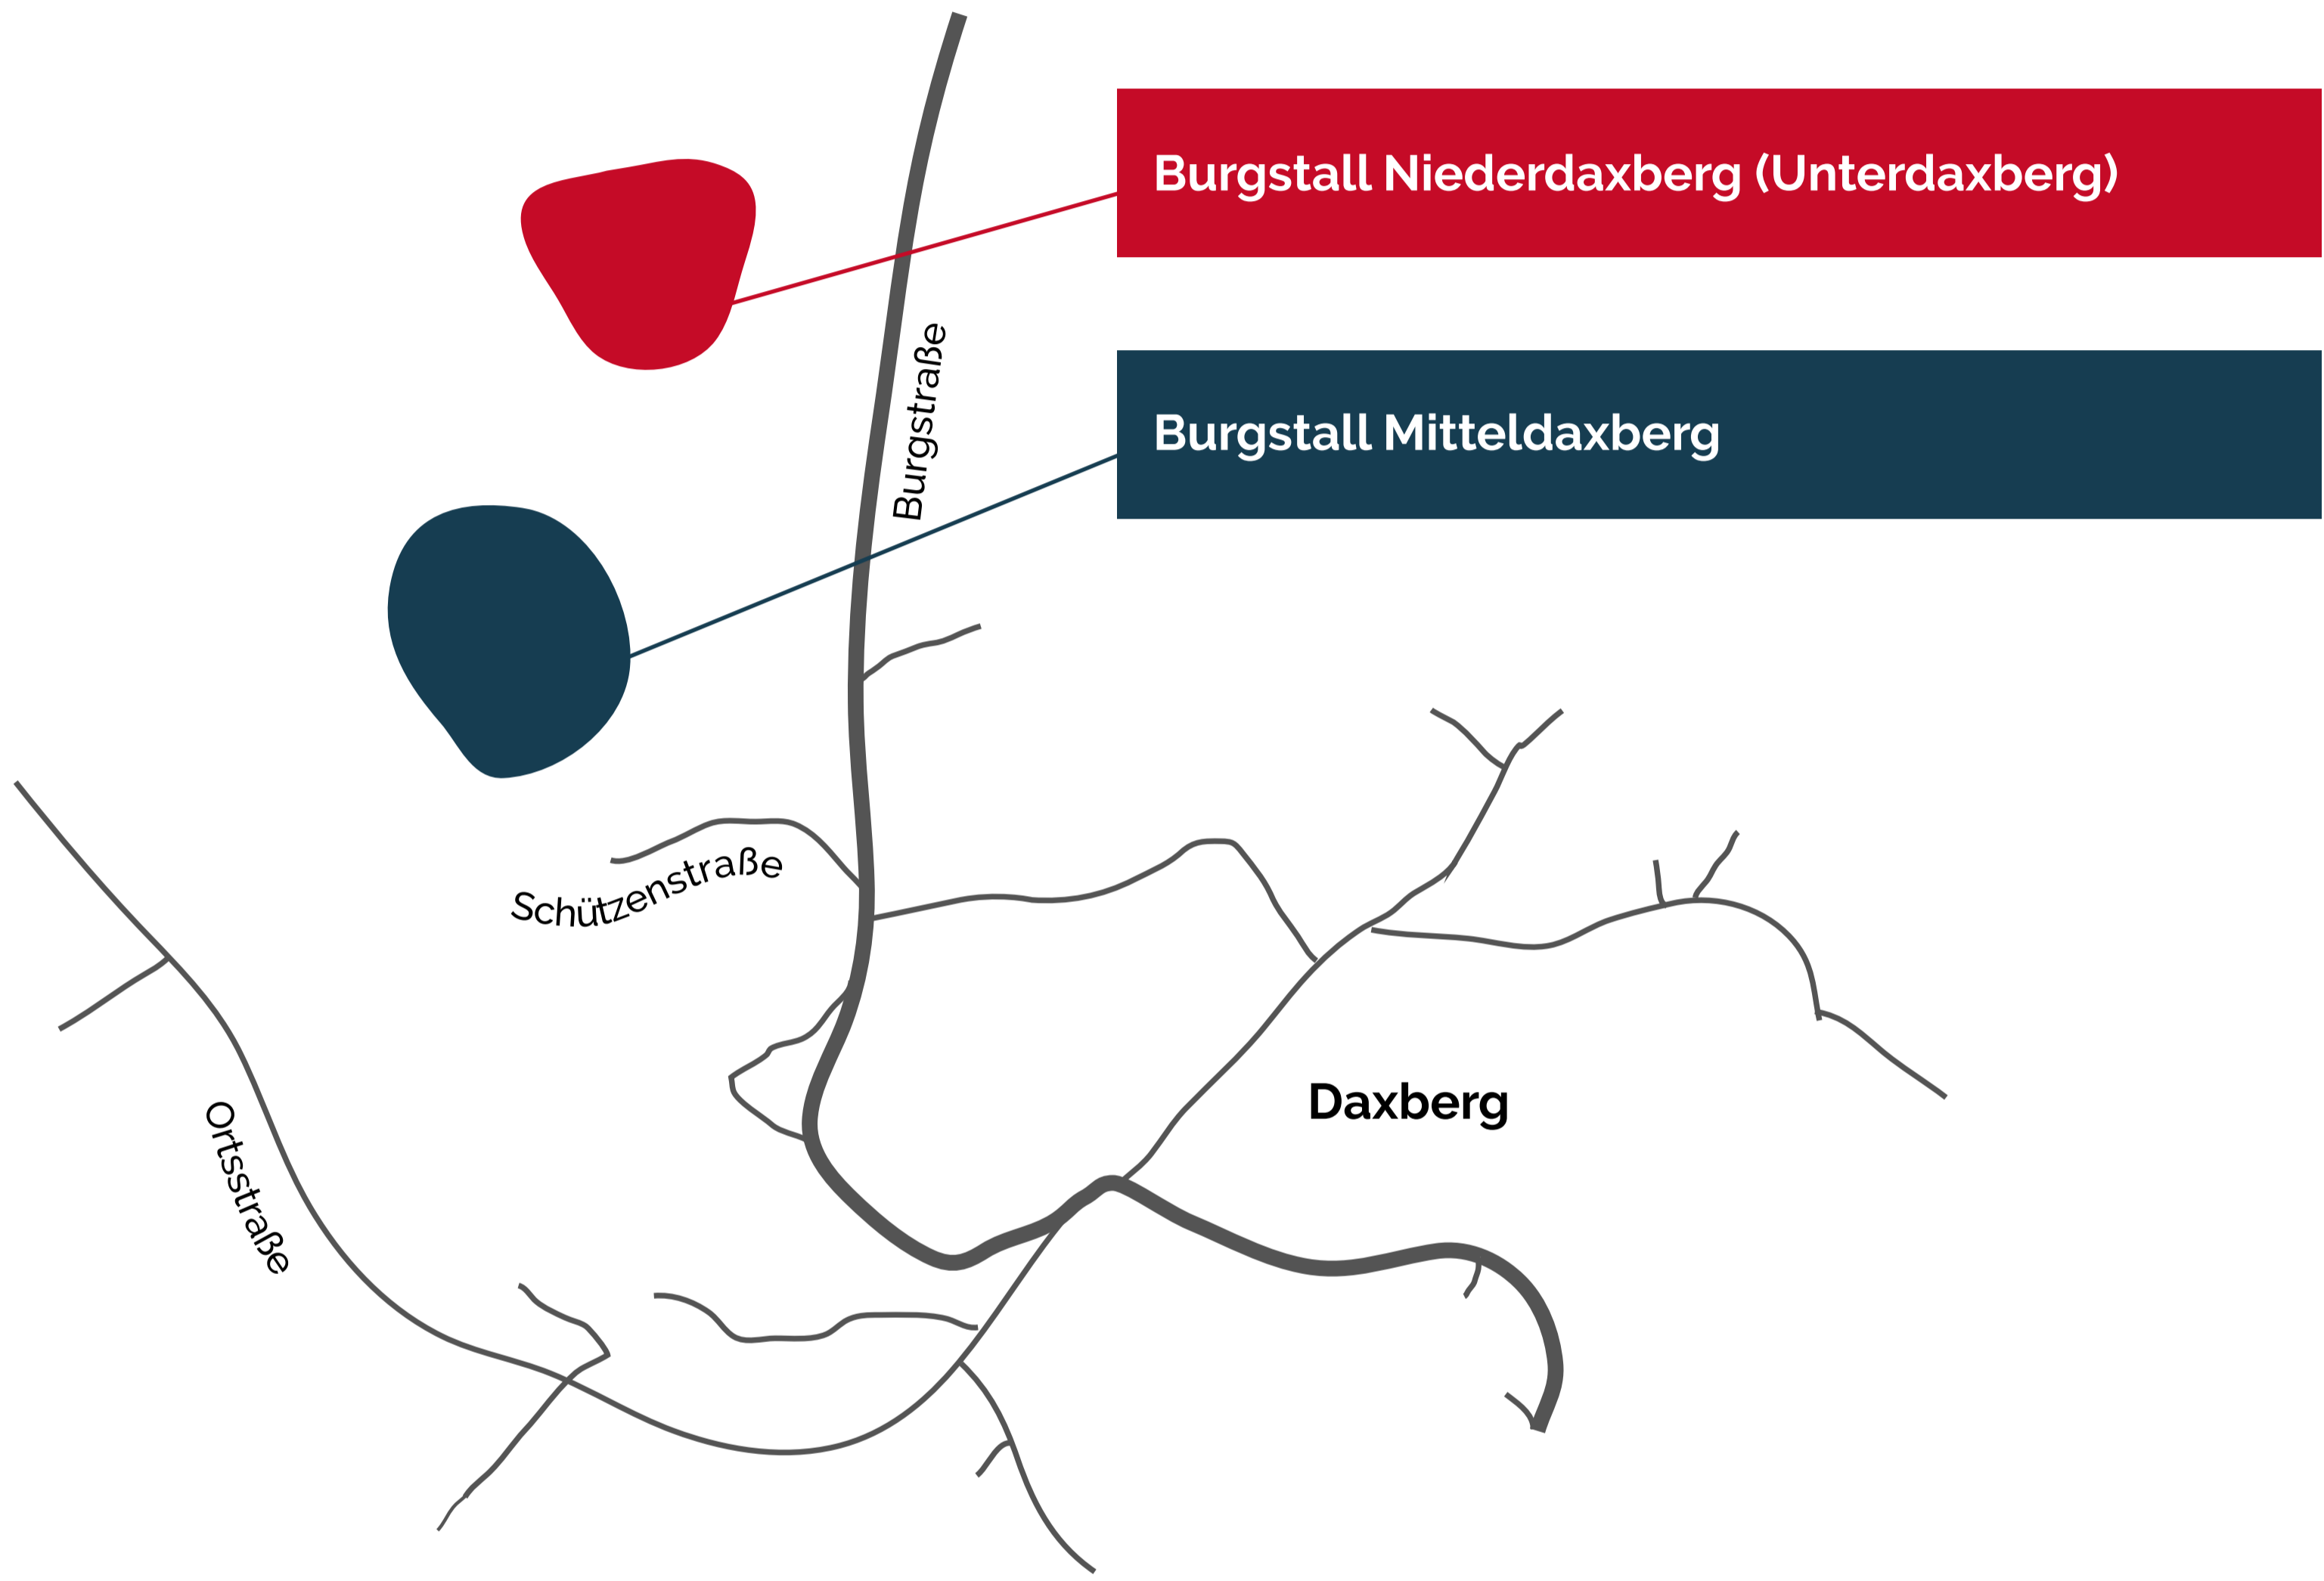 Burgstall Niederdaxberg (Unterdaxberg)
Burgstraße
Burgstall Mitteldaxberg
Schützenstraße
Daxberg
Ortsstraße